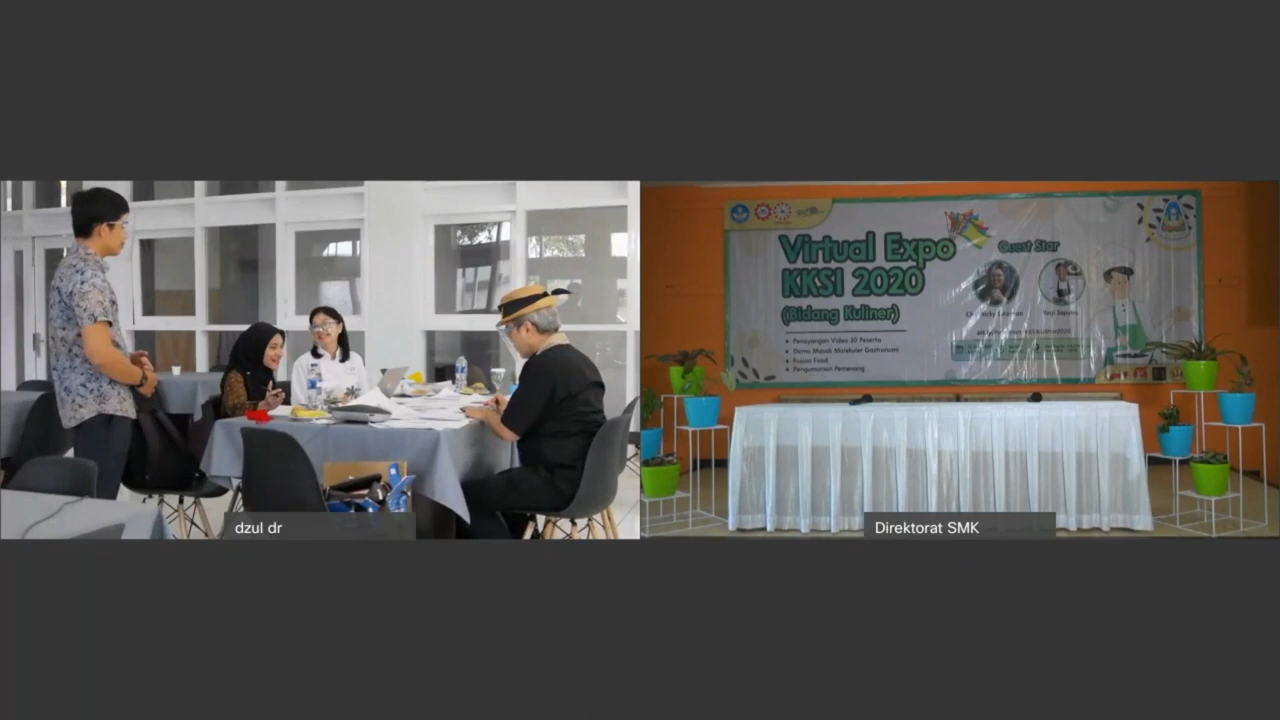 dzul dr
Virtual Expo
KKSI 2020
(Bidang Kuliner)
Penayangan Video 30 Peserta
Demo Masak Molekuler Gastronomi
Fusion Food
Pengumuman Pemenang
Guest Star
Direktorat SMK